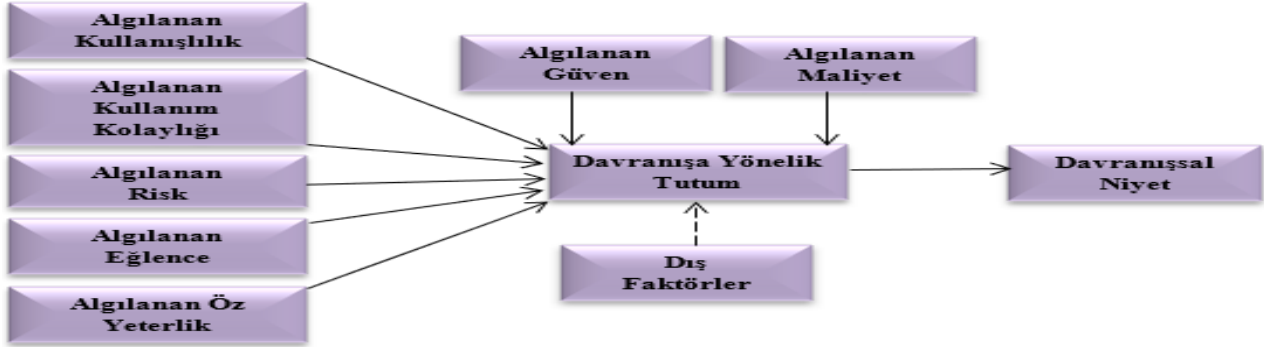 Algılanan
Kullanışlılık
Algılanan
Kullanım
Kolaylığı
Algılanan
Risk
Algılanan
Eğlence
Algılanan Öz
Yeterlik
Algılanan
Güven
Algılanan
Maliyet
Davranışa Yönelik
Tutum
Dış
Faktörler
Davranışsal
Niyet